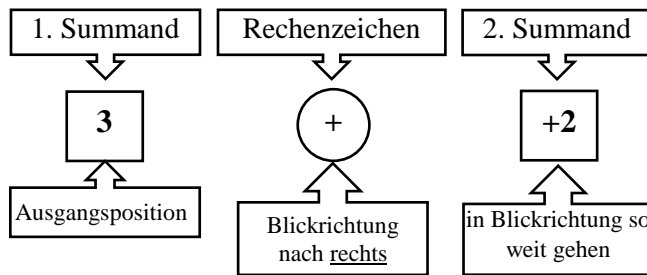 1. Summand
Rechenzeichen
2. Summand
3
+
+2
Ausgangsposition
Blickrichtung
nach rechts
in Blickrichtung so
weit gehen